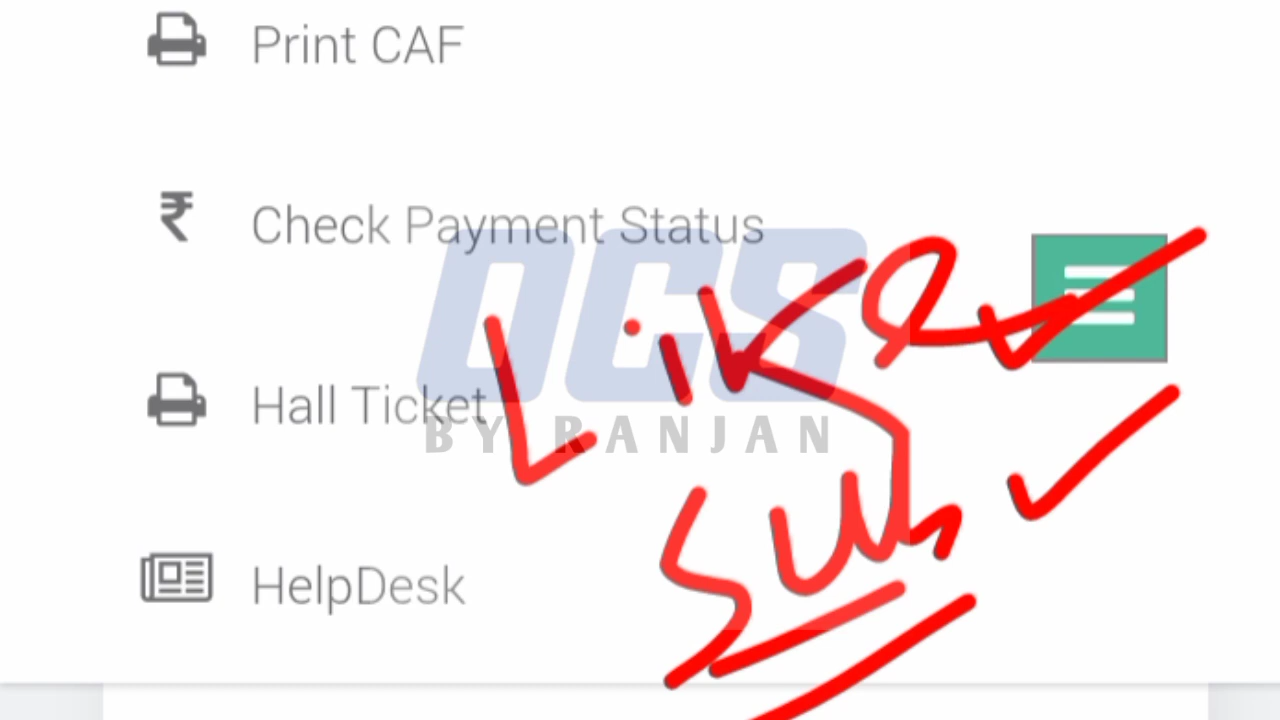 Print CAF
₹ Check Payment Status
OCS
Like
Hall Ticket
BY RANJAN
Sub
HelpDesk